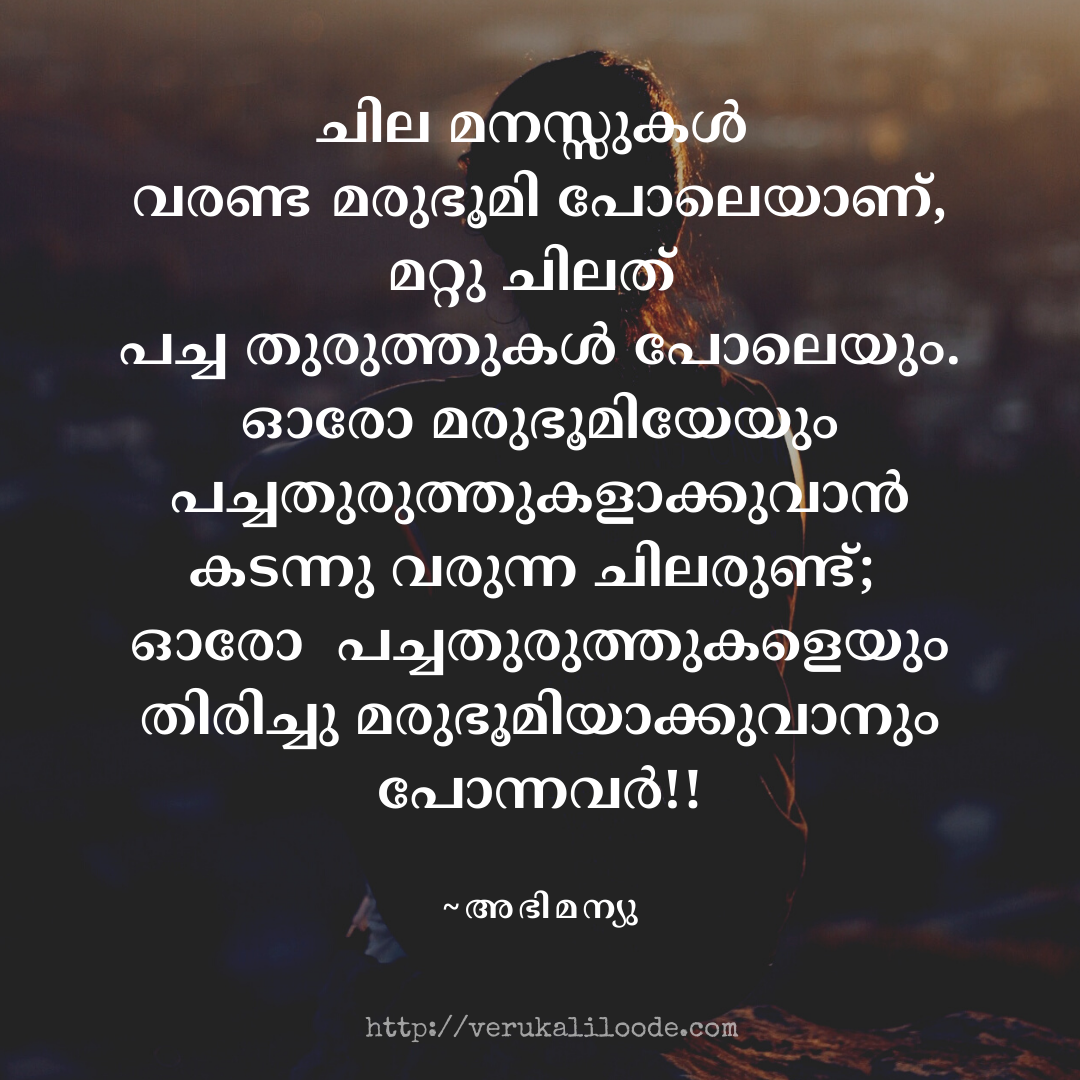 ചില മനസ്സുകൾ
വരണ്ട മരുഭൂമി പോലെയാണ്,
മറ്റു ചിലത്
പച്ച തുരുത്തുകൾ പോലെയും.
ഓരോ മരുഭൂമിയേയും
പച്ചതുരുത്തുകളാക്കുവാൻ
കടന്നു വരുന്ന ചിലരുണ്ട്;
ഓരോ പച്ചതുരുത്തുകളെയും
തിരിച്ചു മരുഭൂമിയാക്കുവാനും
പോന്നവർ!!
~അഭിമന്യു
http://verukaliloode.com